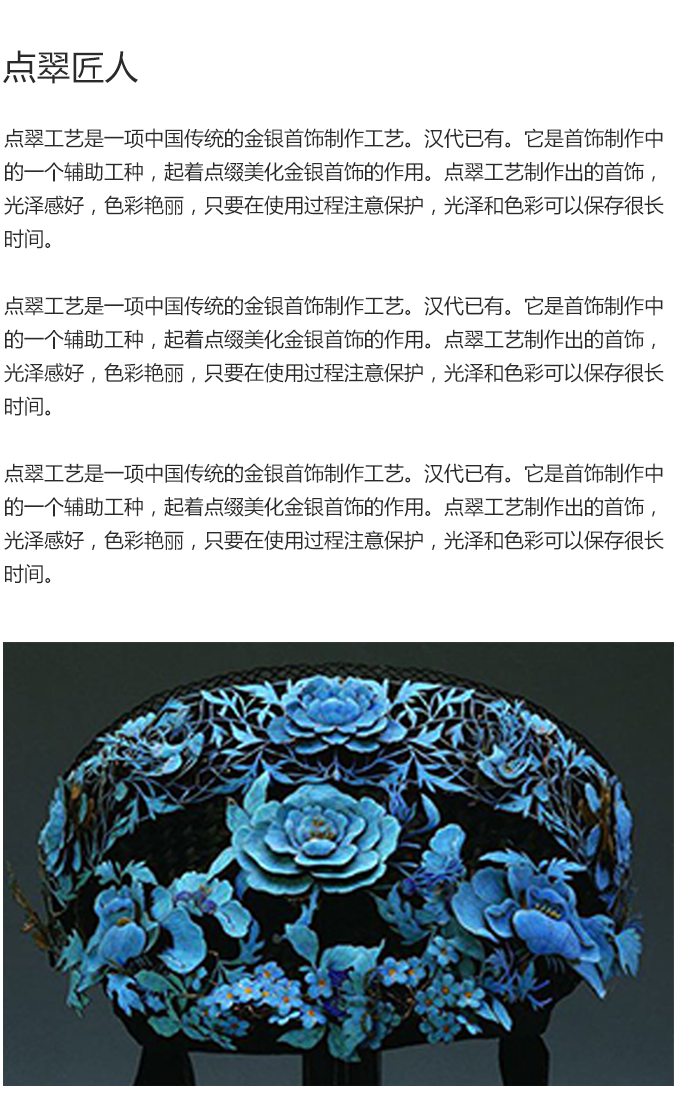 点翠匠人
点翠工艺是一项中国传统的金银首饰制作工艺。汉代已有。它是首饰制作中
的一个辅助工种，起着点缀美化金银首饰的作用。点翠工艺制作出的首饰，
光泽感好，色彩艳丽，只要在使用过程注意保护，光泽和色彩可以保存很长
时间。
点翠工艺是一项中国传统的金银首饰制作工艺。汉代已有。它是首饰制作中
的一个辅助工种，起着点缀美化金银首饰的作用。点翠工艺制作出的首饰，
光泽感好，色彩艳丽，只要在使用过程注意保护，光泽和色彩可以保存很长
时间。
点翠工艺是一项中国传统的金银首饰制作工艺。汉代已有。它是首饰制作中
的一个辅助工种，起着点缀美化金银首饰的作用。点翠工艺制作出的首饰，
光泽感好，色彩艳丽，只要在使用过程注意保护，光泽和色彩可以保存很长
时间。